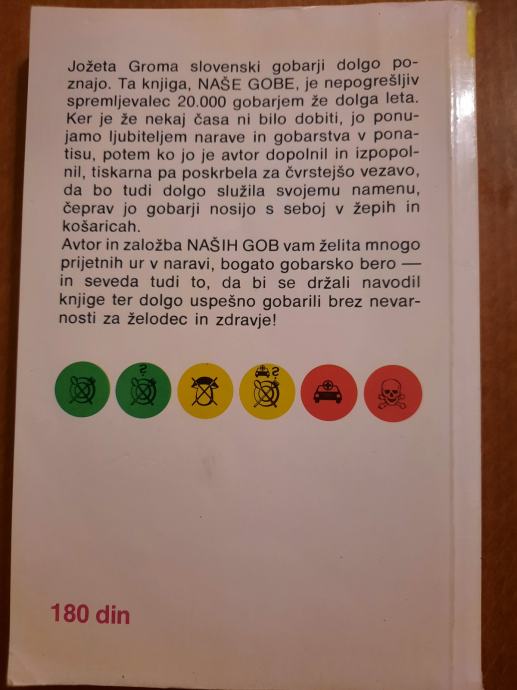 Jožeta Groma slovenski gobarji dolgo po-
znajo. Ta knjiga, NAŠE GOBE, je nepogrešljiv
spremljevalec 20.000 gobarjem že dolga leta.
Ker je že nekaj časa ni bilo dobiti, jo ponu-
jamo ljubiteljem narave in gobarstva v pona-
tisu, potem ko jo je avtor dopolnil in izpopol-
nil, tiskarna pa poskrbela za čvrstejšo vezavo,
da bo tudi dolgo služila svojemu namenu,
čeprav jo gobarji nosijo s seboj v žepih in
košaricah.
Avtor in založba NAŠIH GOB vam želita mnogo
prijetnih ur v naravi, bogato gobarsko bero —
in seveda tudi to, da bi se držali navodil
knjige ter dolgo uspešno gobarili brez nevar-
nosti za želodec in zdravje!
? ?
180 din